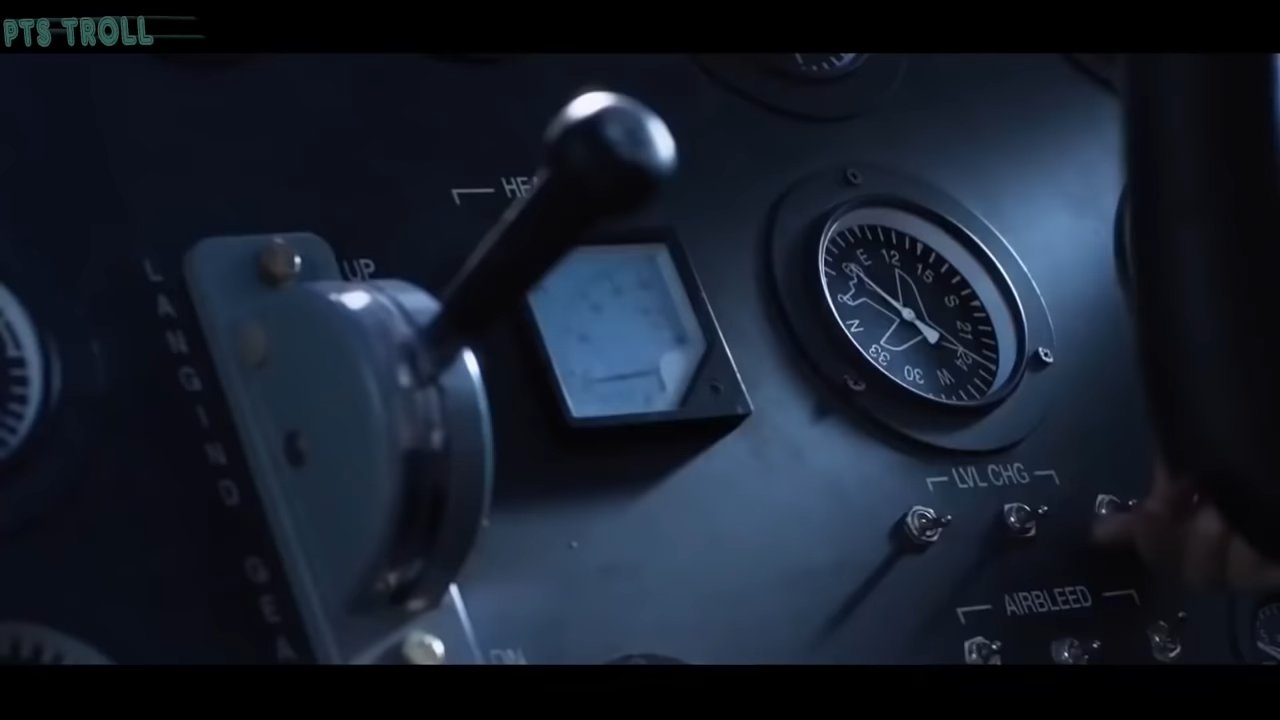 PTS TROLL
UP
LANGING GEA
E 12 15 S 21 24 W 30 33 N
LVL CHG
AIRBLEED